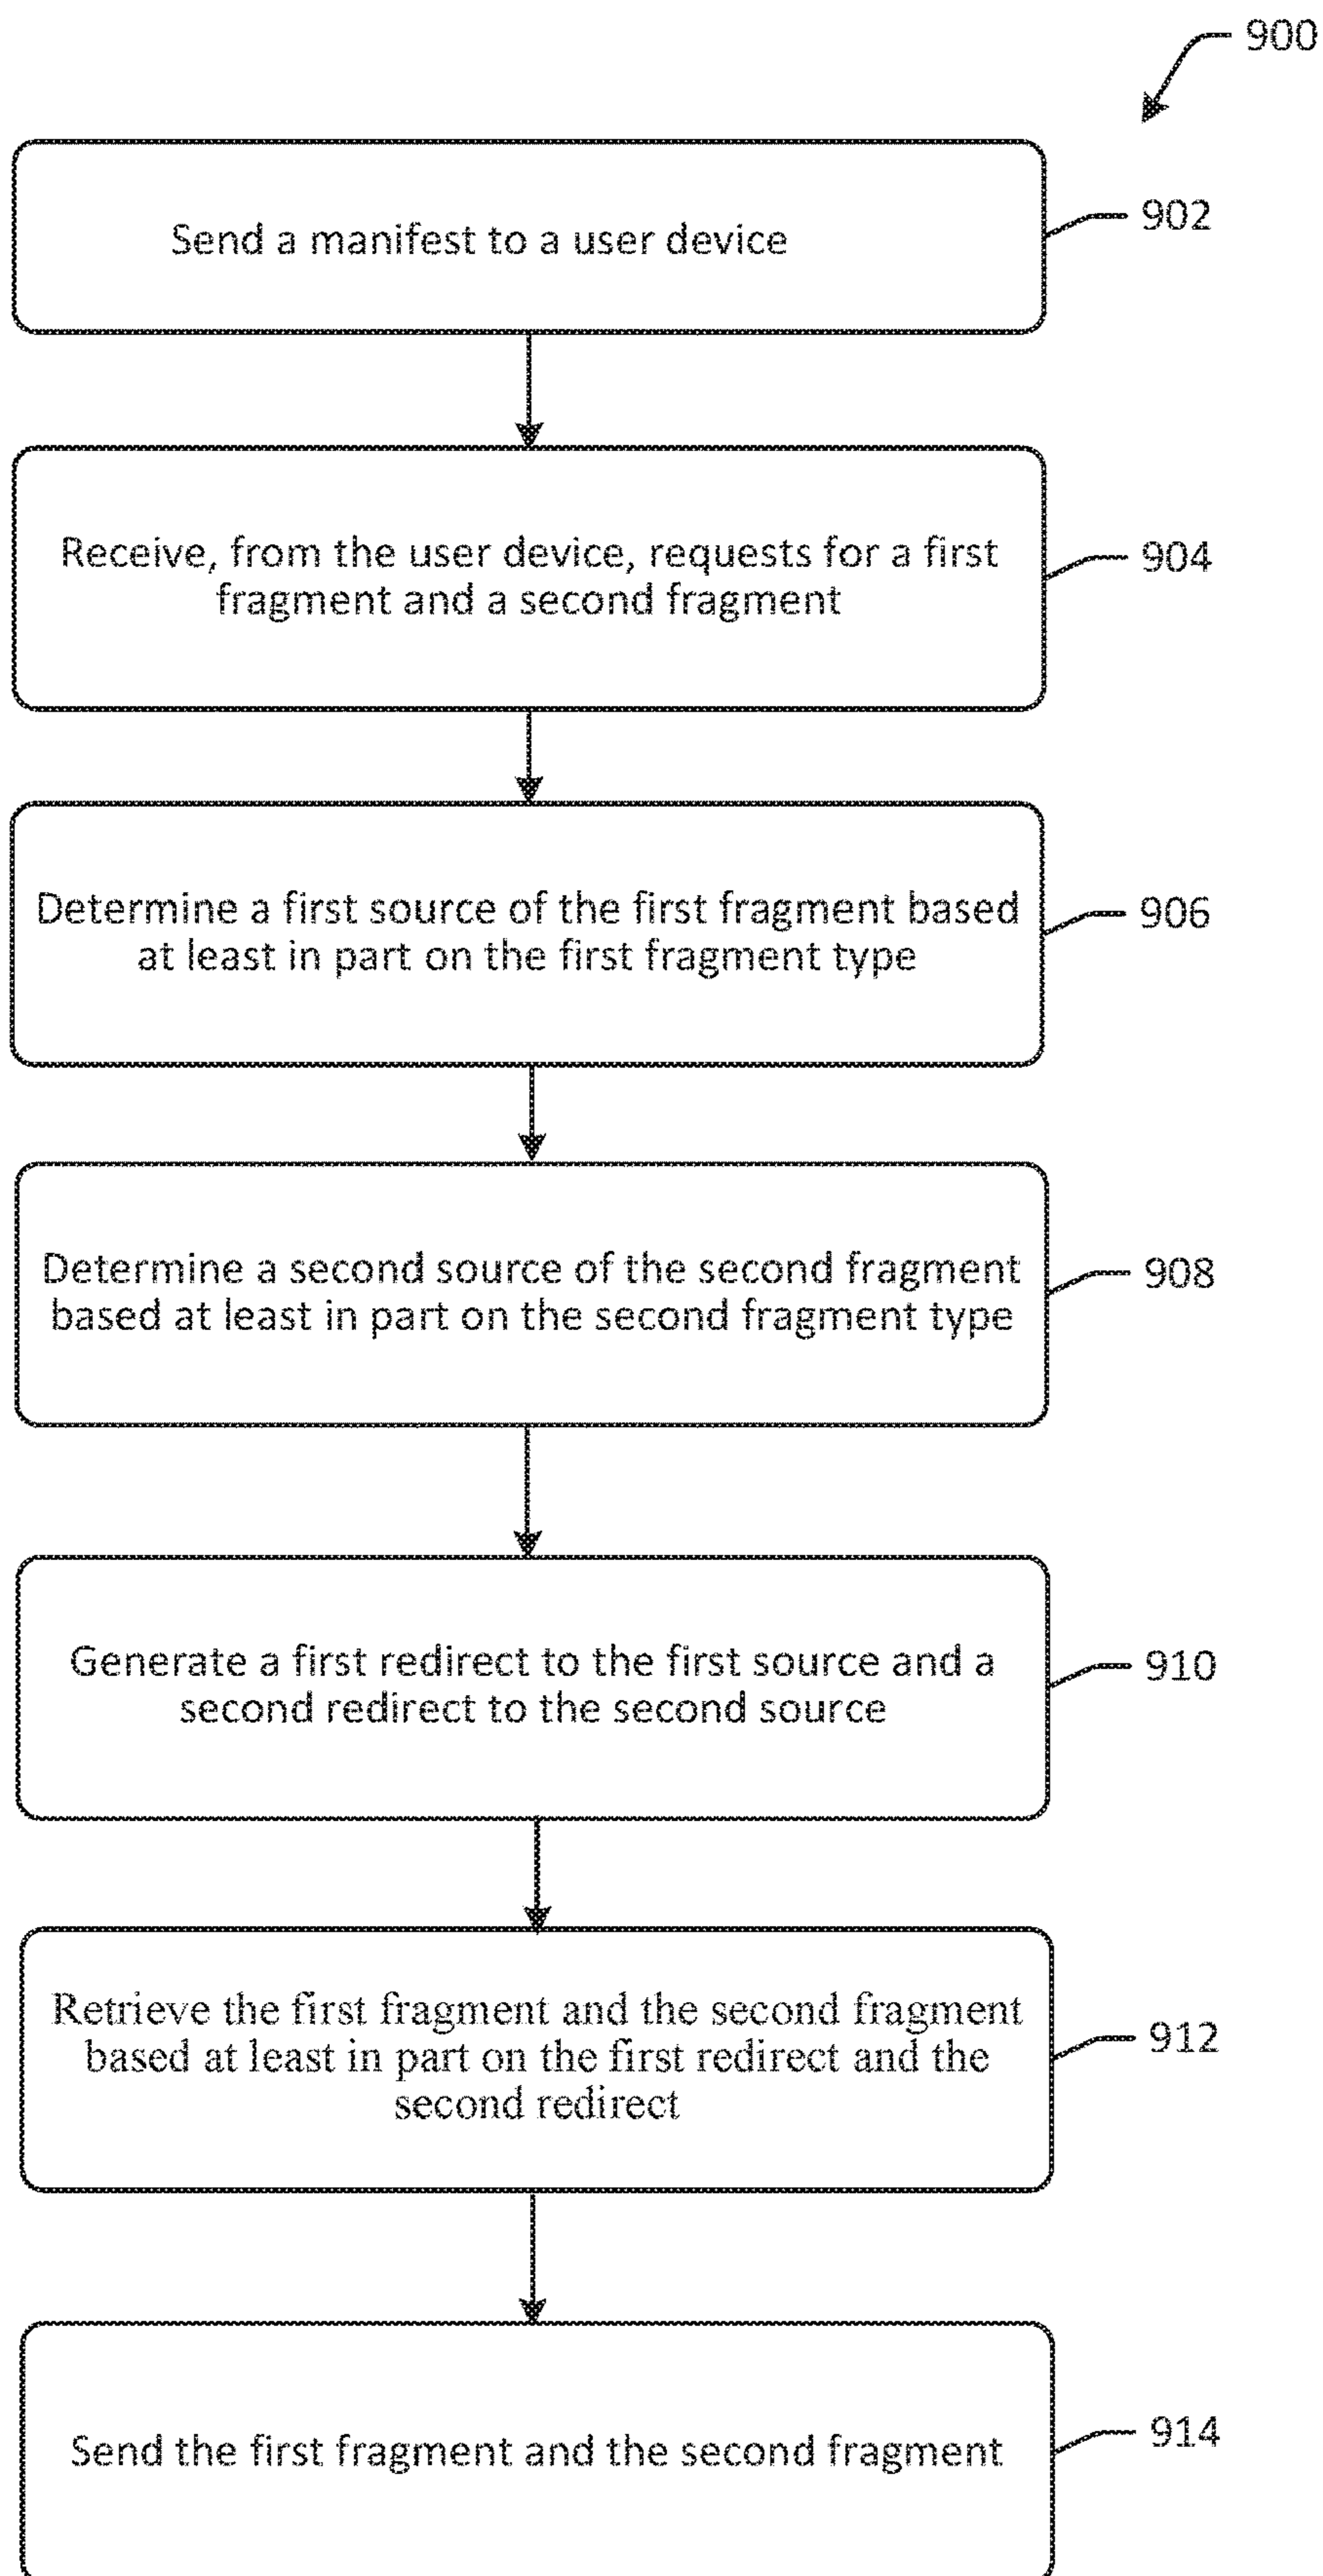 900
Send a manifest to a user device
902
Receive, from the user device, requests for a first
fragment and a second fragment
904
Determine a first source of the first fragment based
at least in part on the first fragment type
906
Determine a second source of the second fragment
based at least in part on the second fragment type
908
Generate a first redirect to the first source and a
second redirect to the second source
910
Retrieve the first fragment and the second fragment
based at least in part on the first redirect and the
second redirect
912
Send the first fragment and the second fragment
914